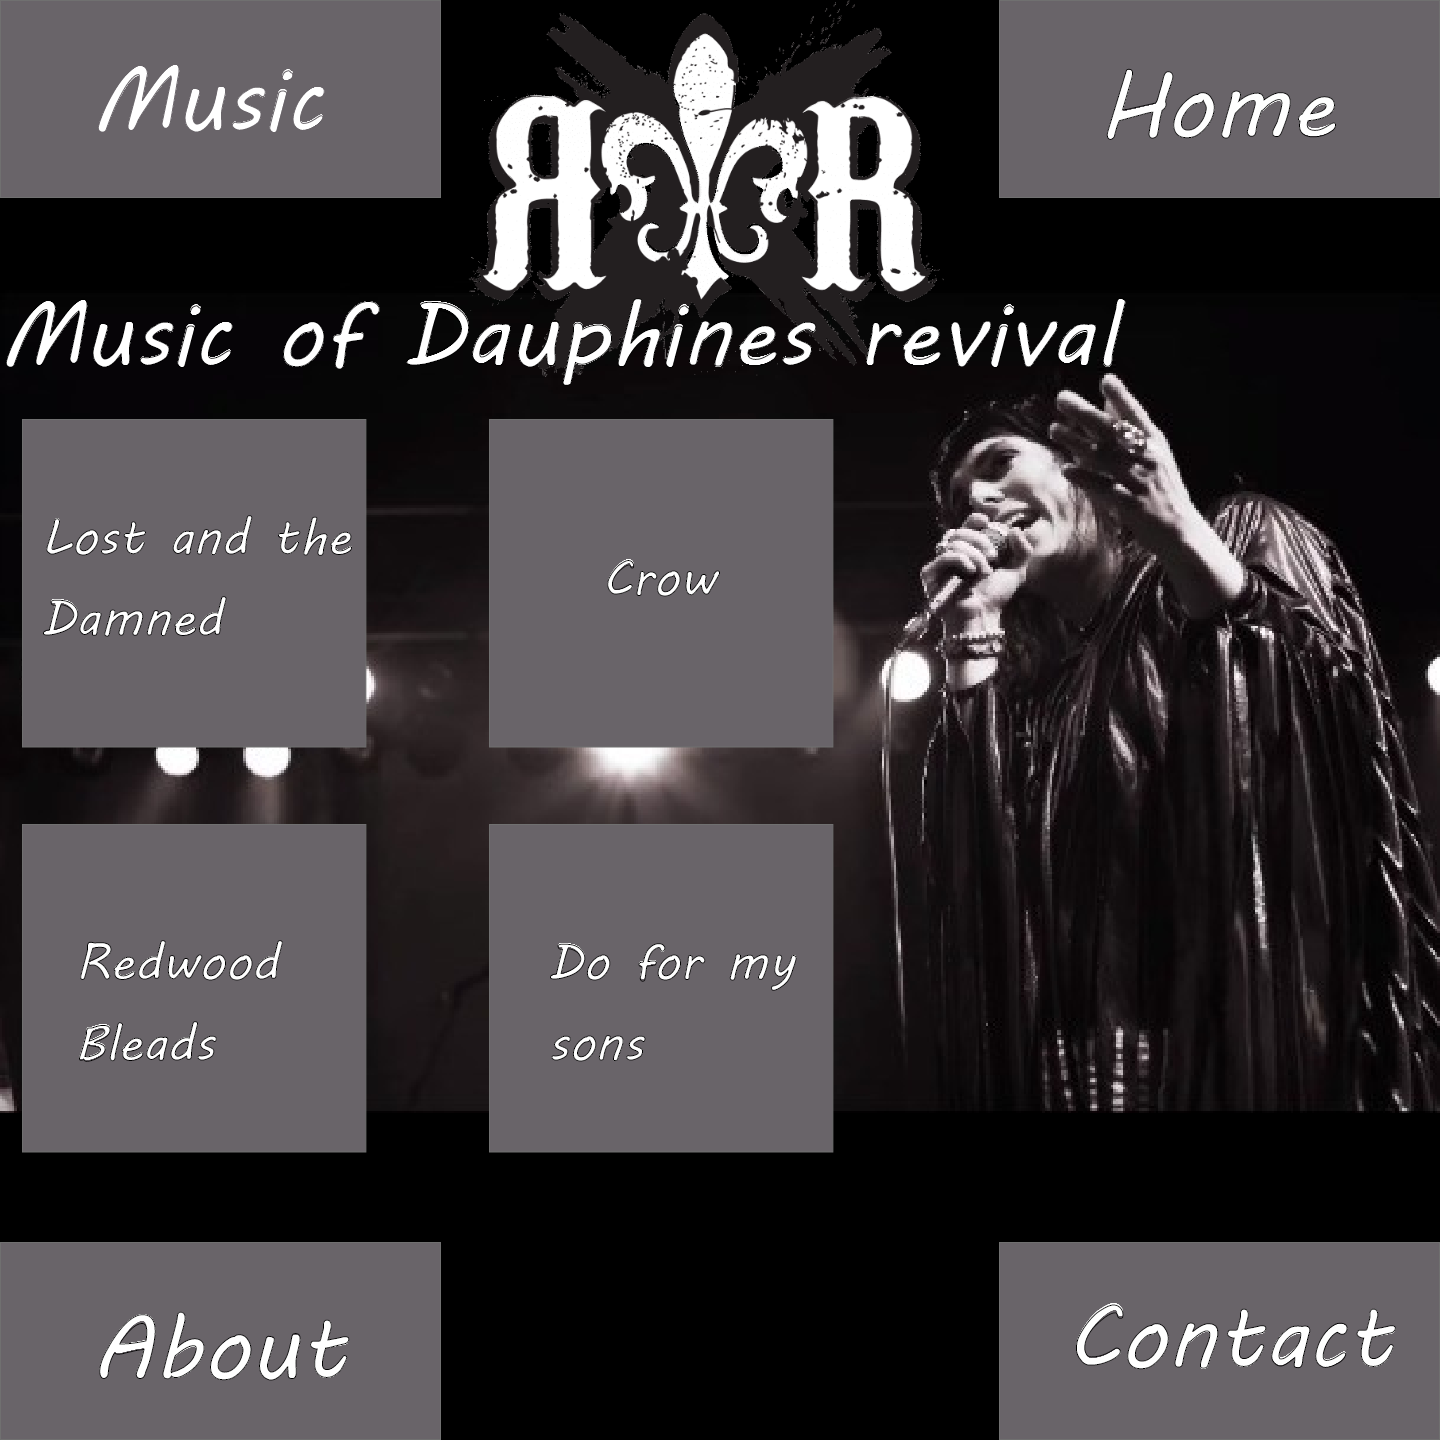 Music
Home
R R
Music of Dauphines revival
Lost and the
Damned
Crow
Redwood
Bleads
Do for my
sons
About
Contact